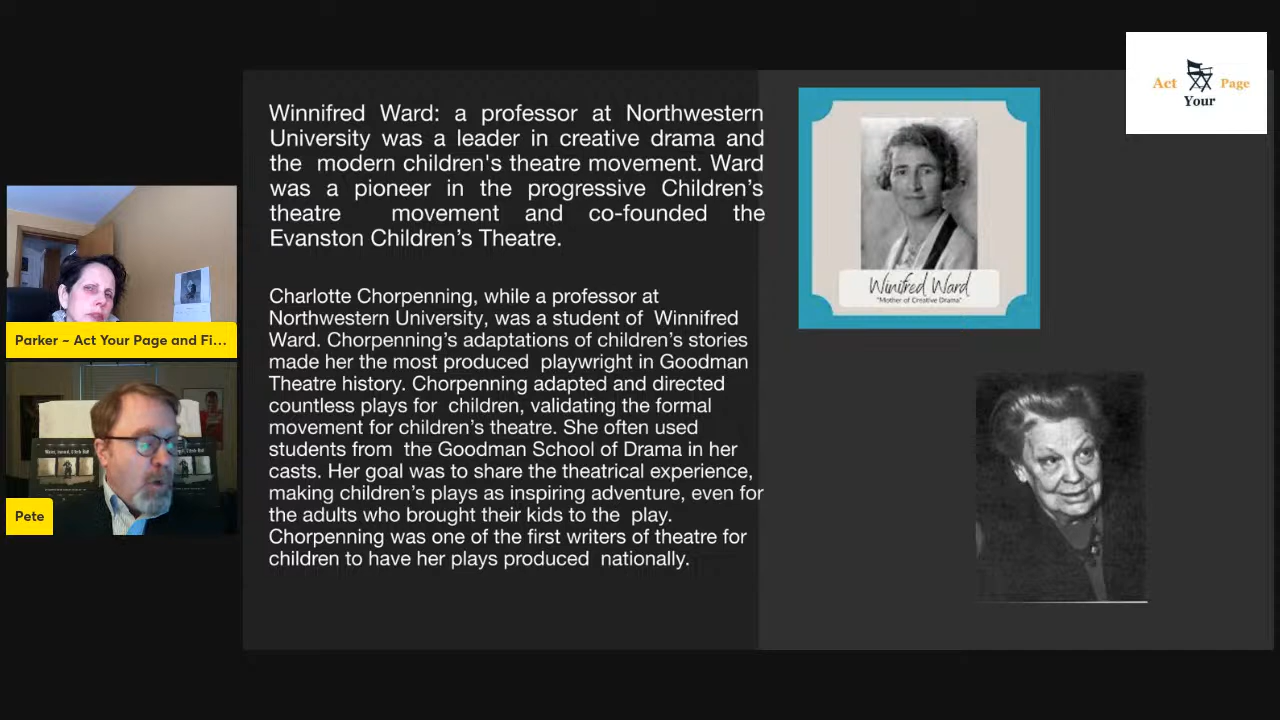 Act Your Page
Winnifred Ward: a professor at Northwestern
University was a leader in creative drama and
the modern children's theatre movement. Ward
was a pioneer in the progressive Children’s
theatre movement and co-founded the
Evanston Children’s Theatre.
Charlotte Chorpenning, while a professor at
Northwestern University, was a student of Winnifred
Ward. Chorpenning’s adaptations of children’s stories
made her the most produced playwright in Goodman
Theatre history. Chorpenning adapted and directed
countless plays for children, validating the formal
movement for children’s theatre. She often used
students from the Goodman School of Drama in her
casts. Her goal was to share the theatrical experience,
making children’s plays as inspiring adventure, even for
the adults who brought their kids to the play.
Chorpenning was one of the first writers of theatre for
children to have her plays produced nationally.
Winifred Ward
"Mother of Creative Drama"
Parker ~ Act Your Page and Fi...
Pete